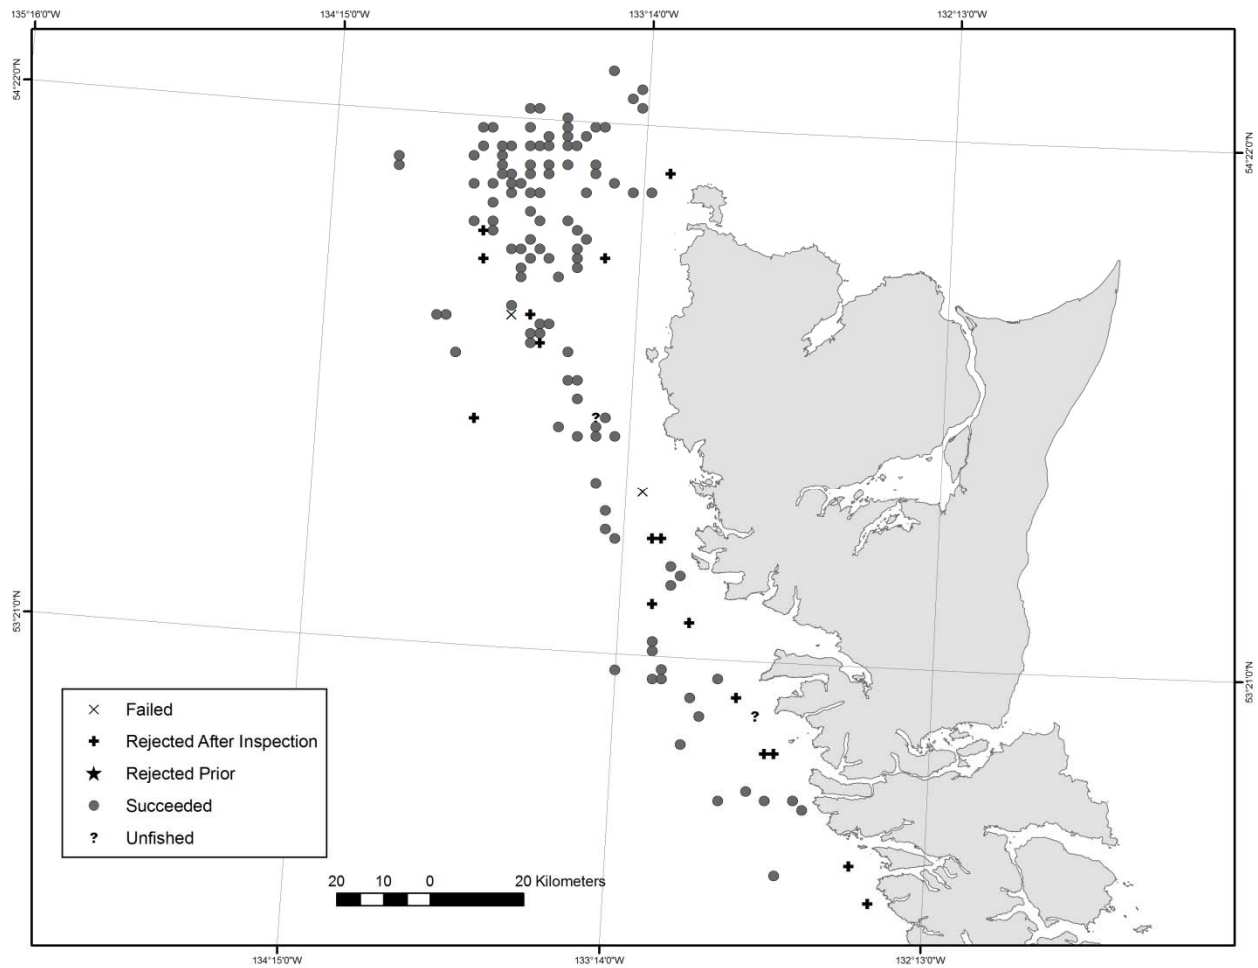 135°16'0"W 134°15'0"W 133°14'0"W 132°13'0"W
54°22'0"N
54°22'0"N
53°21'0"N
53°21'0"N
Failed
Rejected After Inspection
Rejected Prior
Succeeded
? Unfished
20 10 0 20 Kilometers
134°15'0"W 133°14'0"W 132°13'0"W